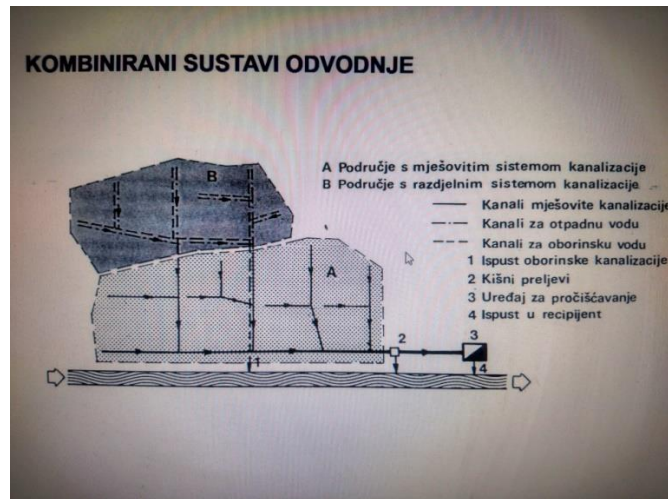 KOMBINIRANI SUSTAVI ODVODNJE
B
A Područje s mješovitim sistemom kanalizacije
B Područje s razdjelnim sistemom kanalizacije
Kanali mješovite kanalizacije
Kanali za otpadnu vodu
Kanali za oborinsku vodu
1 Ispust oborinske kanalizacije
2 Kišni preljevi
3 Uređaj za pročišćavanje
4 Ispust u recipijent
A
2
3
1
4